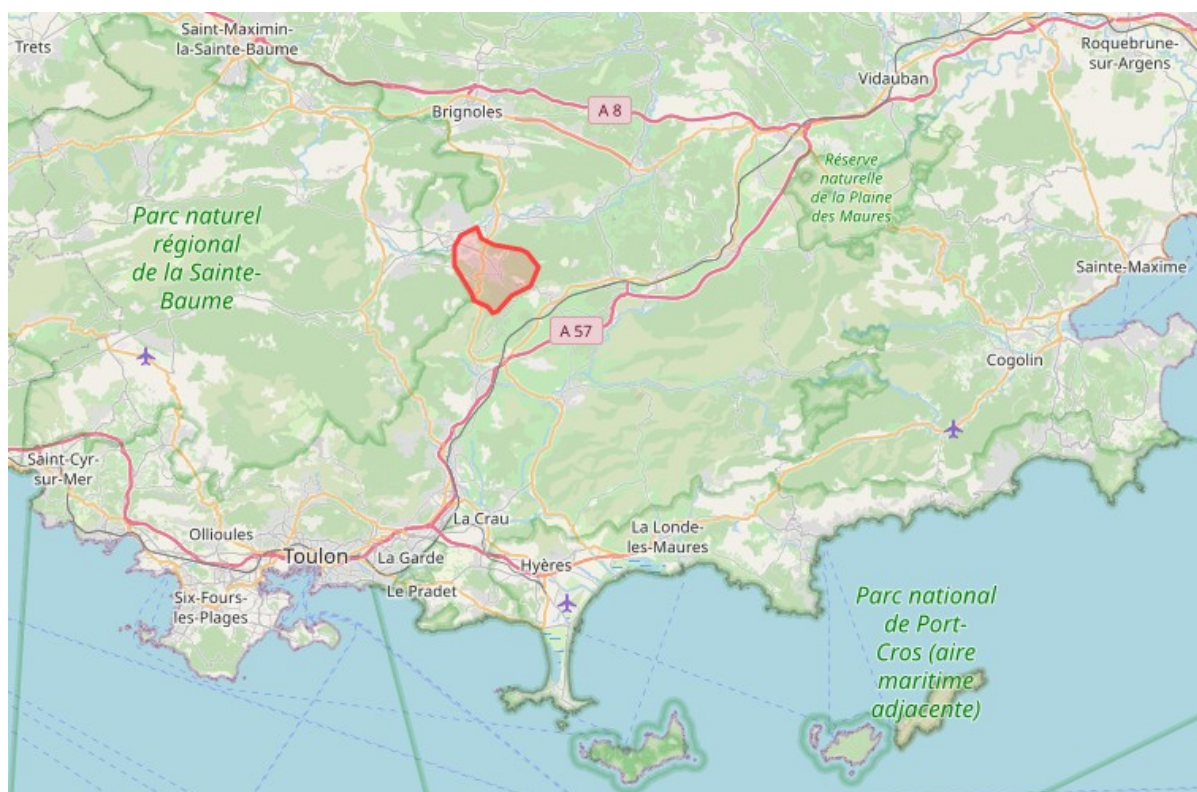 Saint-Maximin-
la-Sainte-Baume
Trets
Roquebrune-
sur-Argens
Vidauban
Brignoles
A 8
Réserve
naturelle
de la Plaine
des Maures
Parc naturel
régional
de la Sainte-
Baume
Sainte-Maxime
A 57
Cogolin
Saint-Cyr-
sur-Mer
La Crau
Ollioules
Toulon
La Garde
La Londe-
les-Maures
Hyères
Le Pradet
Six-Fours-
les-Plages
Parc national
de Port-
Cros (aire
maritime
adjacente)